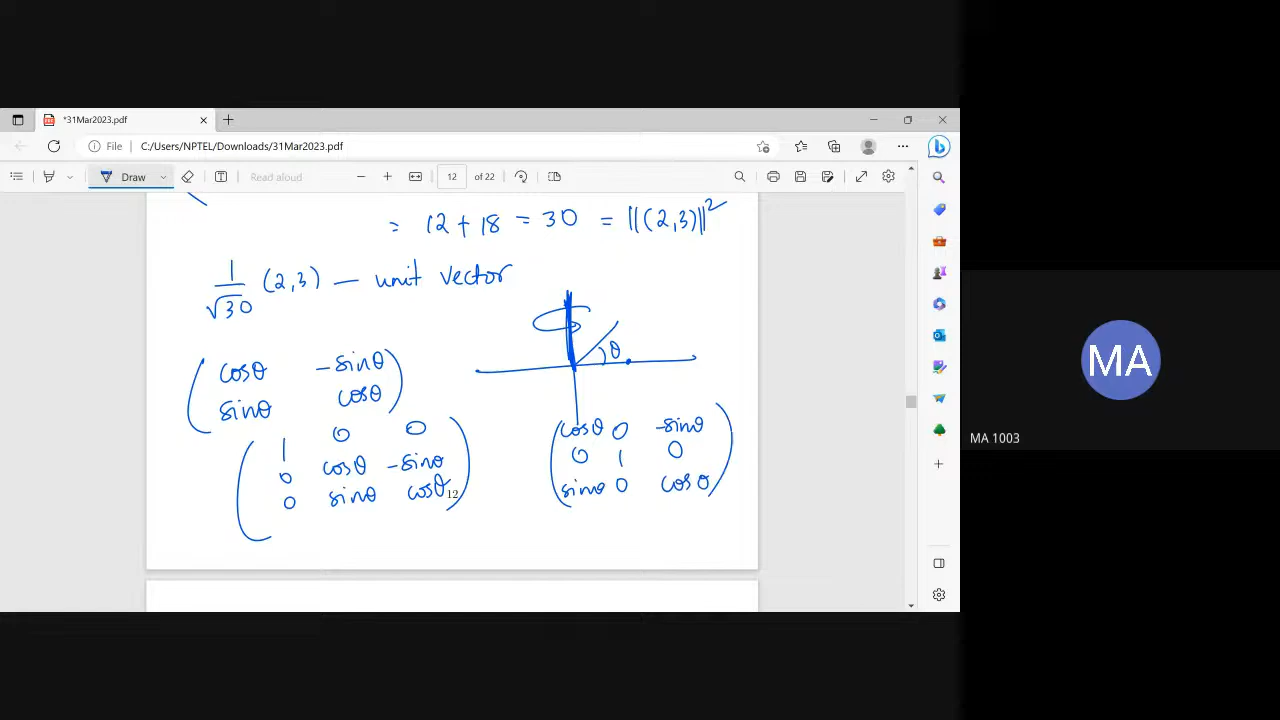 *31Mar2023.pdf
File C:/Users/NPTEL/Downloads/31Mar2023.pdf
Draw Read aloud 12 of 22
= 12 + 18 = 30 = ||(2,3)||²
1/√30 (2,3) — unit vector
θ
cosθ -sinθ
sinθ cosθ
1 0 0
0 cosθ -sinθ
0 sinθ cosθ
12
cosθ 0 -sinθ
0 1 0
sinθ 0 cosθ
MA
MA 1003